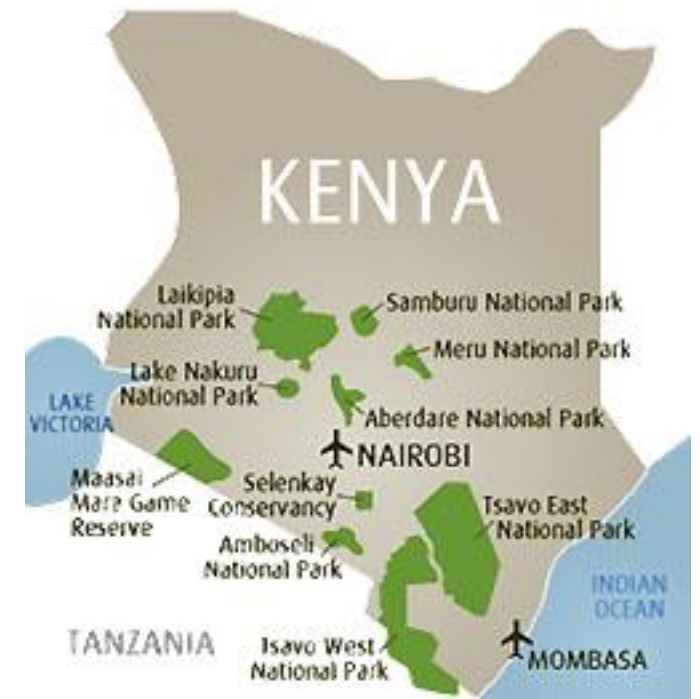 KENYA
Laikipia
National Park
Samburu National Park
Meru National Park
Lake Nakuru
National Park
LAKE
VICTORIA
Aberdare National Park
NAIROBI
Maasai
Mara Game
Reserve
Selenkay
Conservancy
Tsavo East
National Park
Amboseli
National Park
INDIAN
OCEAN
TANZANIA
Tsavo West
National Park
MOMBASA